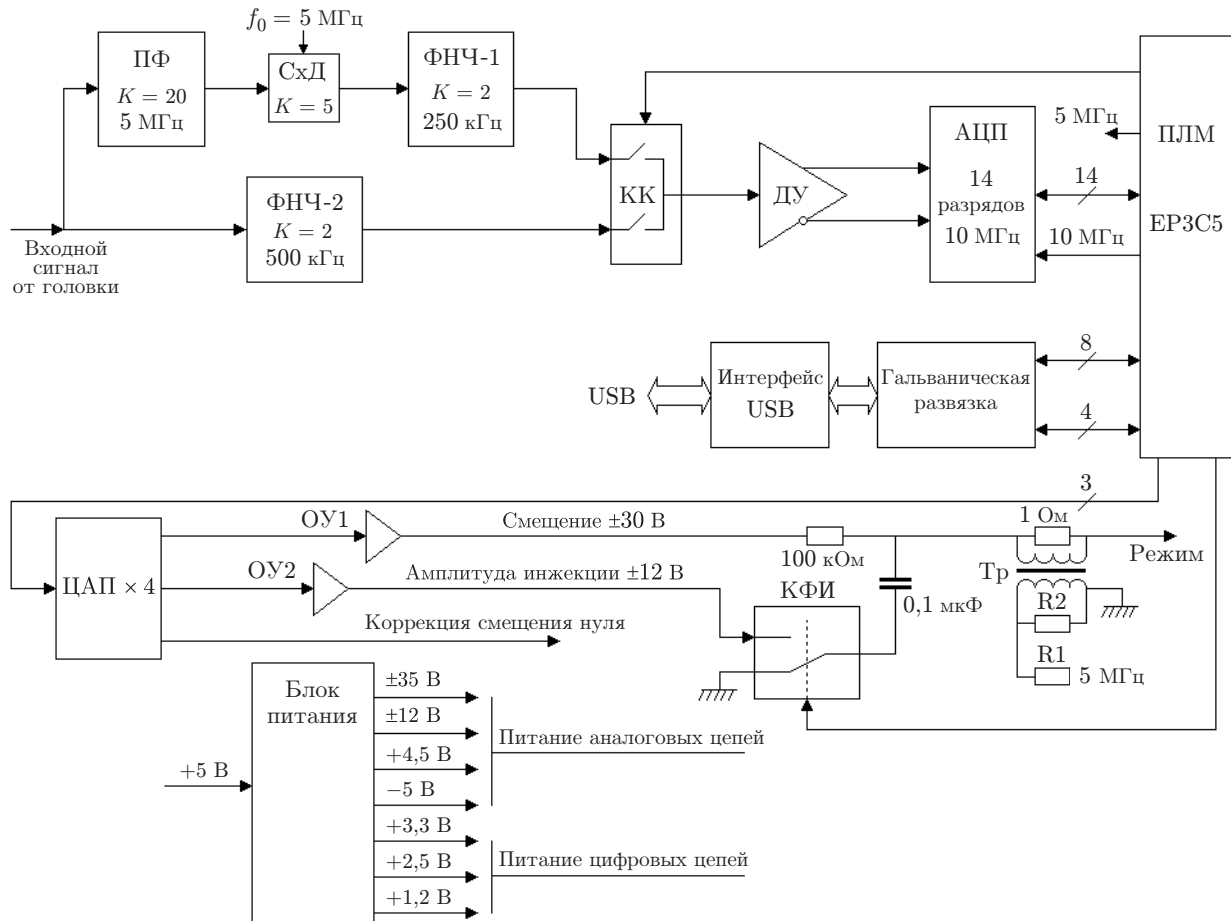 f₀ = 5 МГц
ПФ
K = 20
5 МГц
СхД
K = 5
ФНЧ-1
K = 2
250 кГц
ФНЧ-2
K = 2
500 кГц
Входной
сигнал
от головки
КК
ДУ
АЦП
14
разрядов
10 МГц
5 МГц
14
10 МГц
ПЛМ
EP3C5
USB
Интерфейс
USB
Гальваническая
развязка
8
4
3
ЦАП × 4
ОУ1
Смещение ±30 В
100 кОм
1 Ом
Режим
ОУ2
Амплитуда инжекции ±12 В
КФИ
0,1 мкФ
Тр
R2
R1
5 МГц
Коррекция смещения нуля
+5 В
Блок
питания
±35 В
±12 В
+4,5 В
−5 В
+3,3 В
+2,5 В
+1,2 В
Питание аналоговых цепей
Питание цифровых цепей